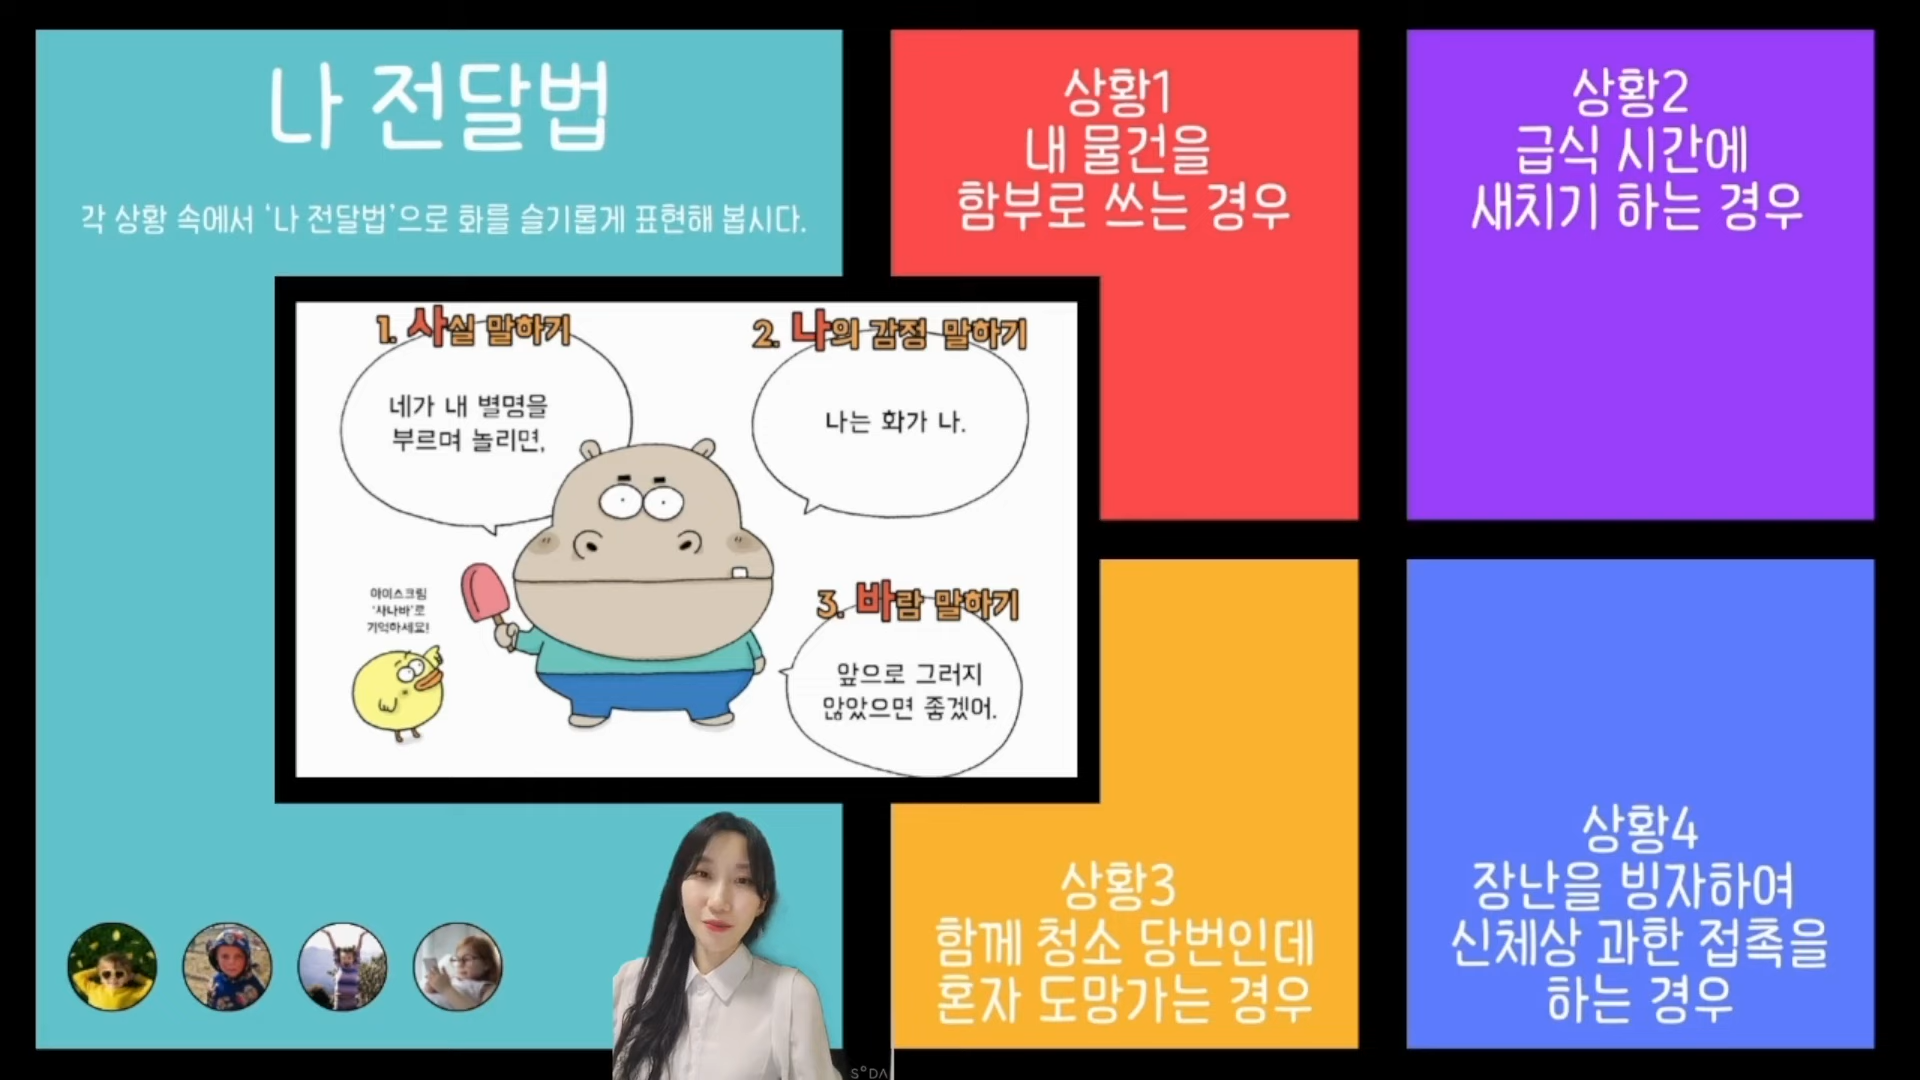 나 전달법
각 상황 속에서 ‘나 전달법’으로 화를 슬기롭게 표현해 봅시다.
1. 사실 말하기
네가 내 별명을
부르며 놀리면,
2. 나의 감정 말하기
나는 화가 나.
3. 바람 말하기
앞으로 그러지
않았으면 좋겠어.
아이스크림
‘사나바’로
기억하세요!
상황1
내 물건을
함부로 쓰는 경우
상황2
급식 시간에
새치기 하는 경우
상황3
함께 청소 당번인데
혼자 도망가는 경우
상황4
장난을 빙자하여
신체상 과한 접촉을
하는 경우
SODA